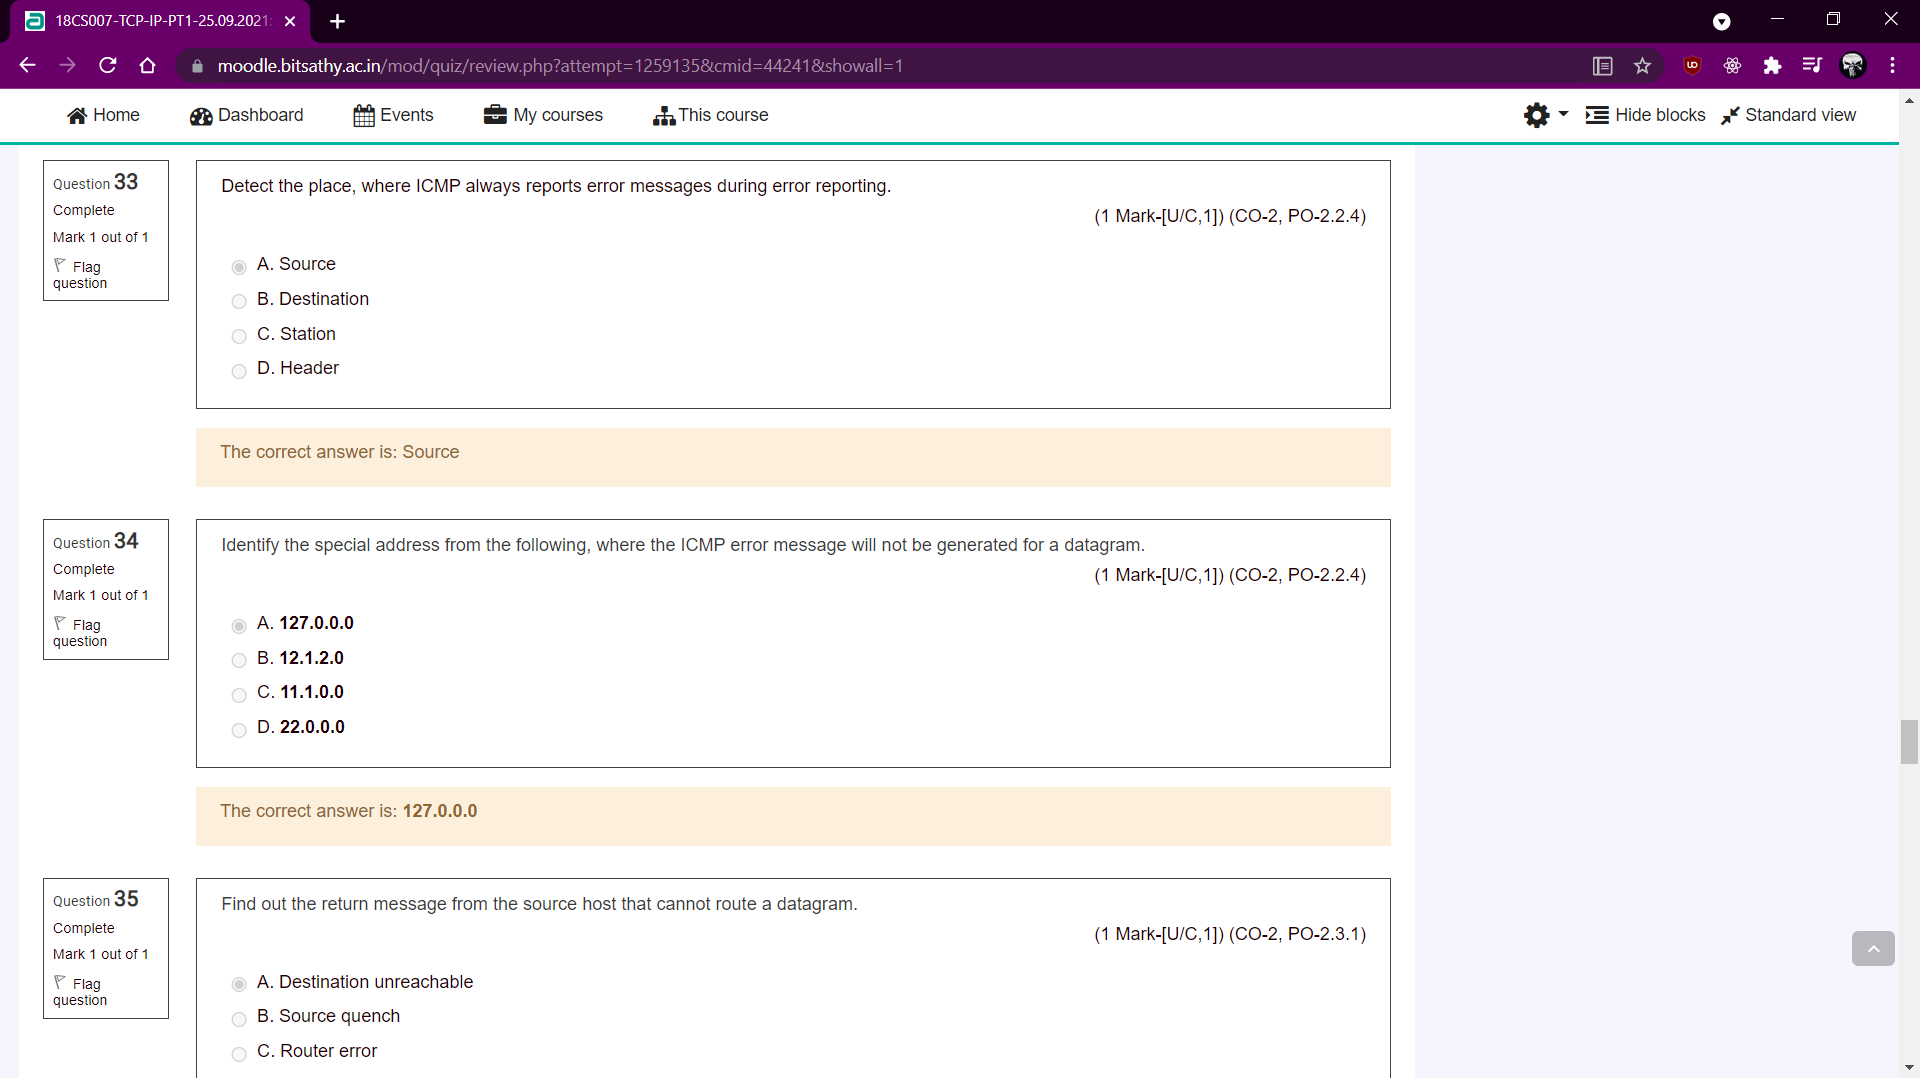 18CS007-TCP-IP-PT1-25.09.2021
moodle.bitsathy.ac.in/mod/quiz/review.php?attempt=1259135&cmid=44241&showall=1
Home Dashboard Events My courses This course Hide blocks Standard view
Question 33
Complete
Mark 1 out of 1
Flag question
Detect the place, where ICMP always reports error messages during error reporting.
(1 Mark-[U/C,1]) (CO-2, PO-2.2.4)
A. Source
B. Destination
C. Station
D. Header
The correct answer is: Source
Question 34
Complete
Mark 1 out of 1
Flag question
Identify the special address from the following, where the ICMP error message will not be generated for a datagram.
(1 Mark-[U/C,1]) (CO-2, PO-2.2.4)
A. 127.0.0.0
B. 12.1.2.0
C. 11.1.0.0
D. 22.0.0.0
The correct answer is: 127.0.0.0
Question 35
Complete
Mark 1 out of 1
Flag question
Find out the return message from the source host that cannot route a datagram.
(1 Mark-[U/C,1]) (CO-2, PO-2.3.1)
A. Destination unreachable
B. Source quench
C. Router error